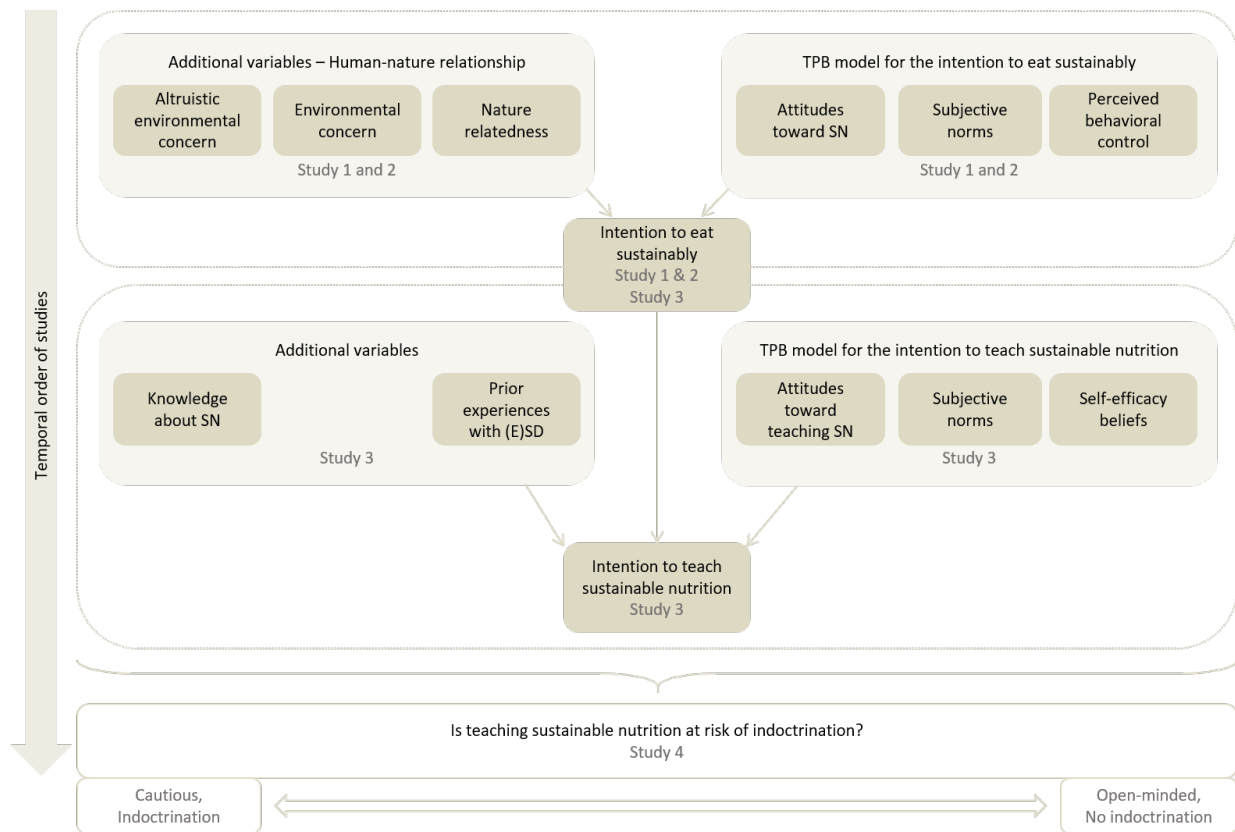 Temporal order of studies
Additional variables – Human-nature relationship
Altruistic
environmental
concern
Environmental
concern
Nature
relatedness
Study 1 and 2
TPB model for the intention to eat sustainably
Attitudes
toward SN
Subjective
norms
Perceived
behavioral
control
Study 1 and 2
Intention to eat
sustainably
Study 1 & 2
Study 3
Additional variables
Knowledge
about SN
Prior
experiences
with (E)SD
Study 3
TPB model for the intention to teach sustainable nutrition
Attitudes
toward
teaching SN
Subjective
norms
Self-efficacy
beliefs
Study 3
Intention to teach
sustainable nutrition
Study 3
Is teaching sustainable nutrition at risk of indoctrination?
Study 4
Cautious,
Indoctrination
Open-minded,
No indoctrination